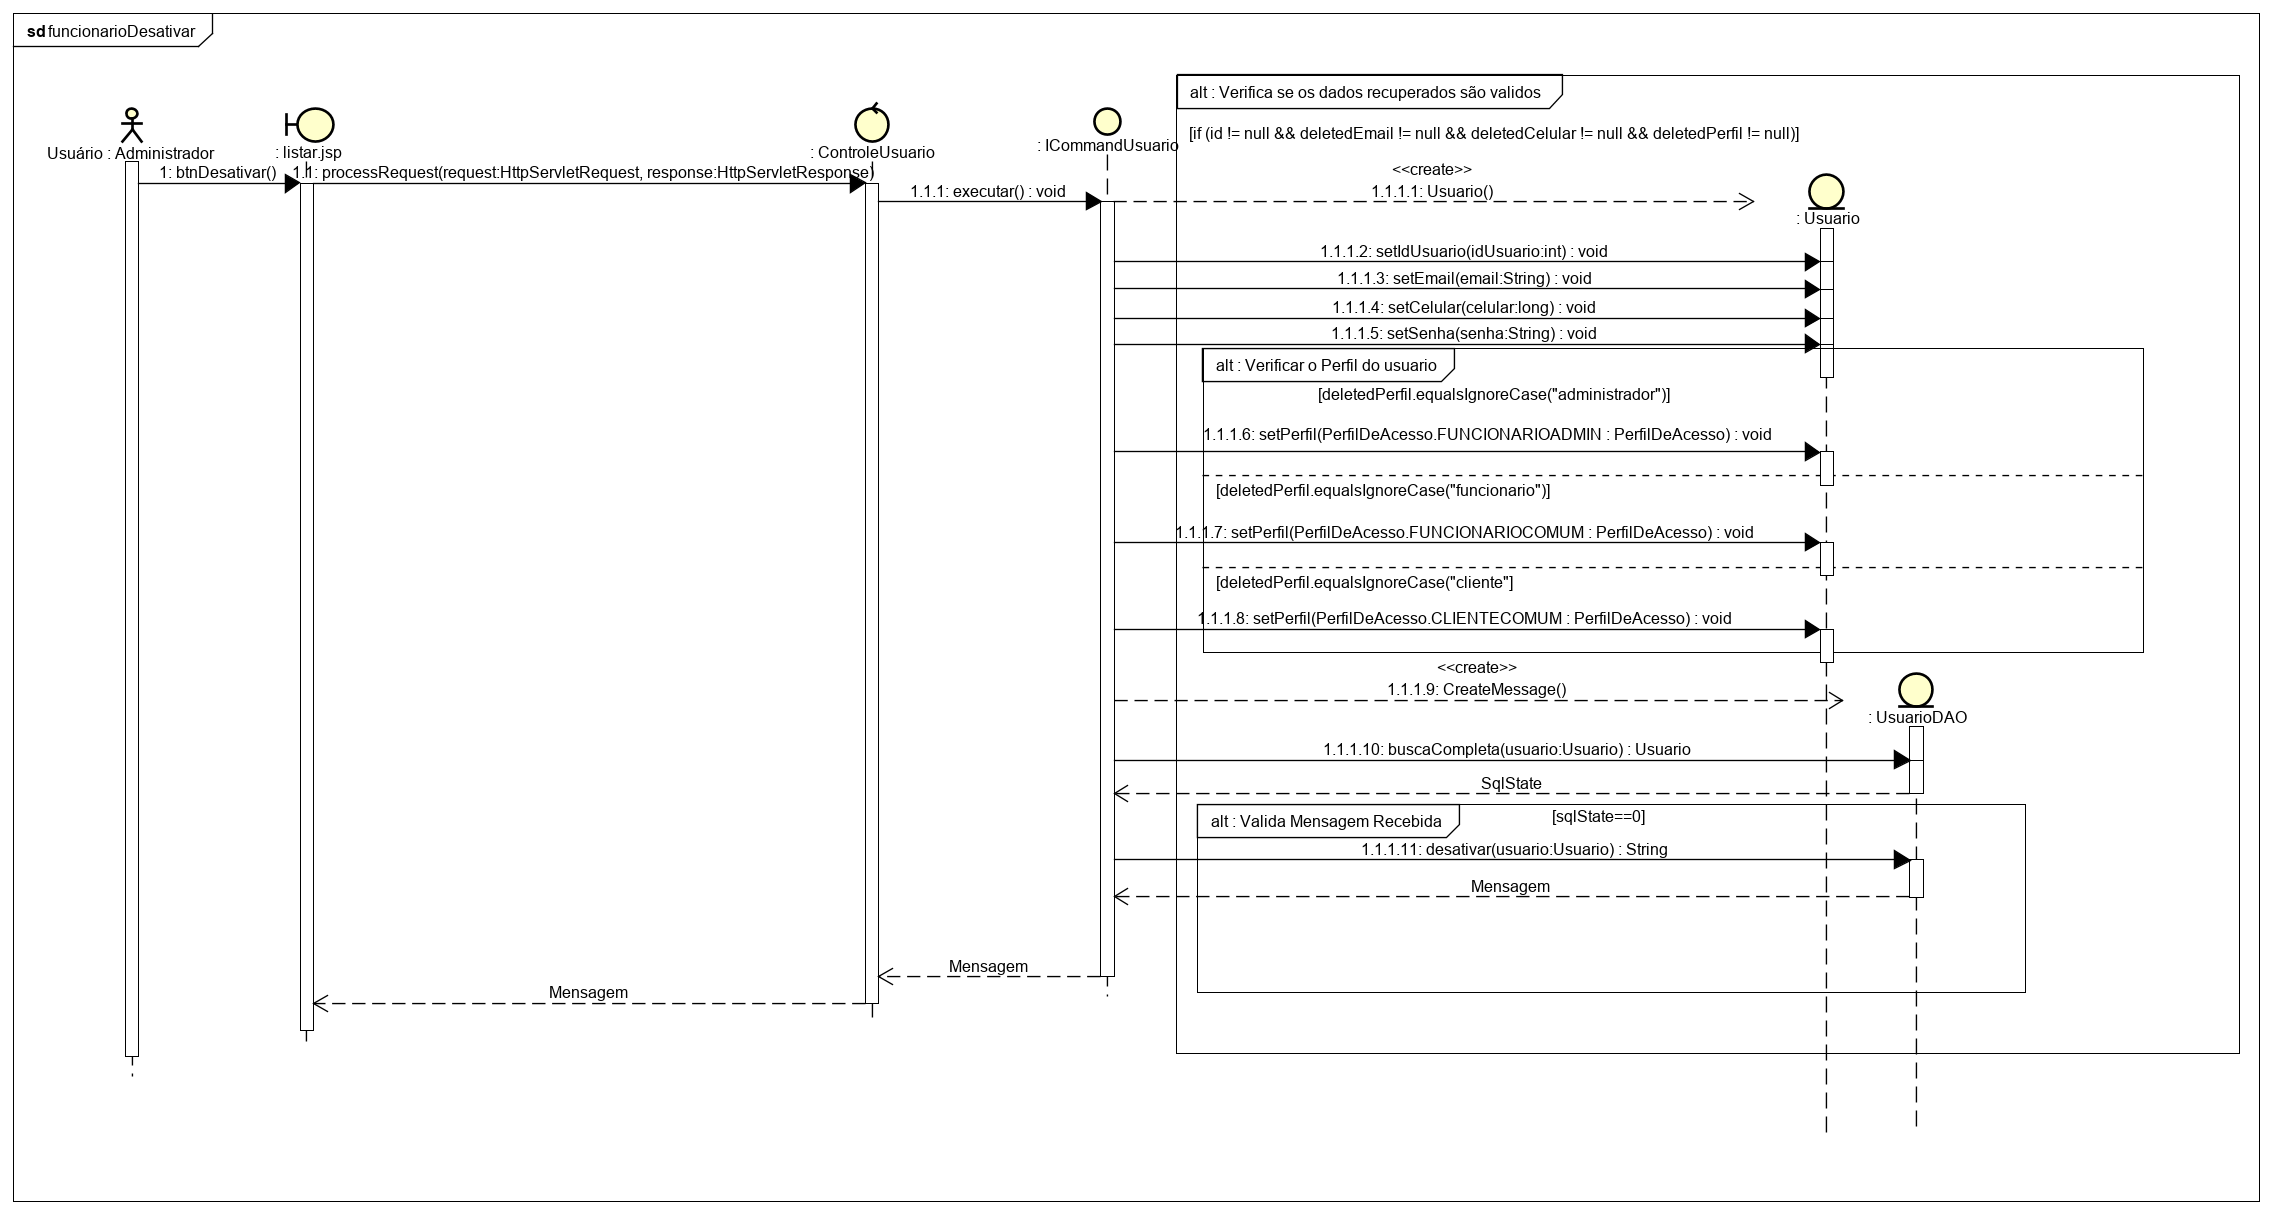 sd funcionarioDesativar
alt : Verifica se os dados recuperados são validos
[if (id != null && deletedEmail != null && deletedCelular != null && deletedPerfil != null)]
Usuário : Administrador
: listar.jsp
: ControleUsuario
: ICommandUsuario
1: btnDesativar()
1.1: processRequest(request:HttpServletRequest, response:HttpServletResponse)
1.1.1: executar() : void
<<create>>
1.1.1.1: Usuario()
: Usuario
1.1.1.2: setIdUsuario(idUsuario:int) : void
1.1.1.3: setEmail(email:String) : void
1.1.1.4: setCelular(celular:long) : void
1.1.1.5: setSenha(senha:String) : void
alt : Verificar o Perfil do usuario
[deletedPerfil.equalsIgnoreCase("administrador")]
1.1.1.6: setPerfil(PerfilDeAcesso.FUNCIONARIOADMIN : PerfilDeAcesso) : void
[deletedPerfil.equalsIgnoreCase("funcionario")]
1.1.1.7: setPerfil(PerfilDeAcesso.FUNCIONARIOCOMUM : PerfilDeAcesso) : void
[deletedPerfil.equalsIgnoreCase("cliente"]
1.1.1.8: setPerfil(PerfilDeAcesso.CLIENTECOMUM : PerfilDeAcesso) : void
<<create>>
1.1.1.9: CreateMessage()
: UsuarioDAO
1.1.1.10: buscaCompleta(usuario:Usuario) : Usuario
SqlState
alt : Valida Mensagem Recebida
[sqlState==0]
1.1.1.11: desativar(usuario:Usuario) : String
Mensagem
Mensagem
Mensagem